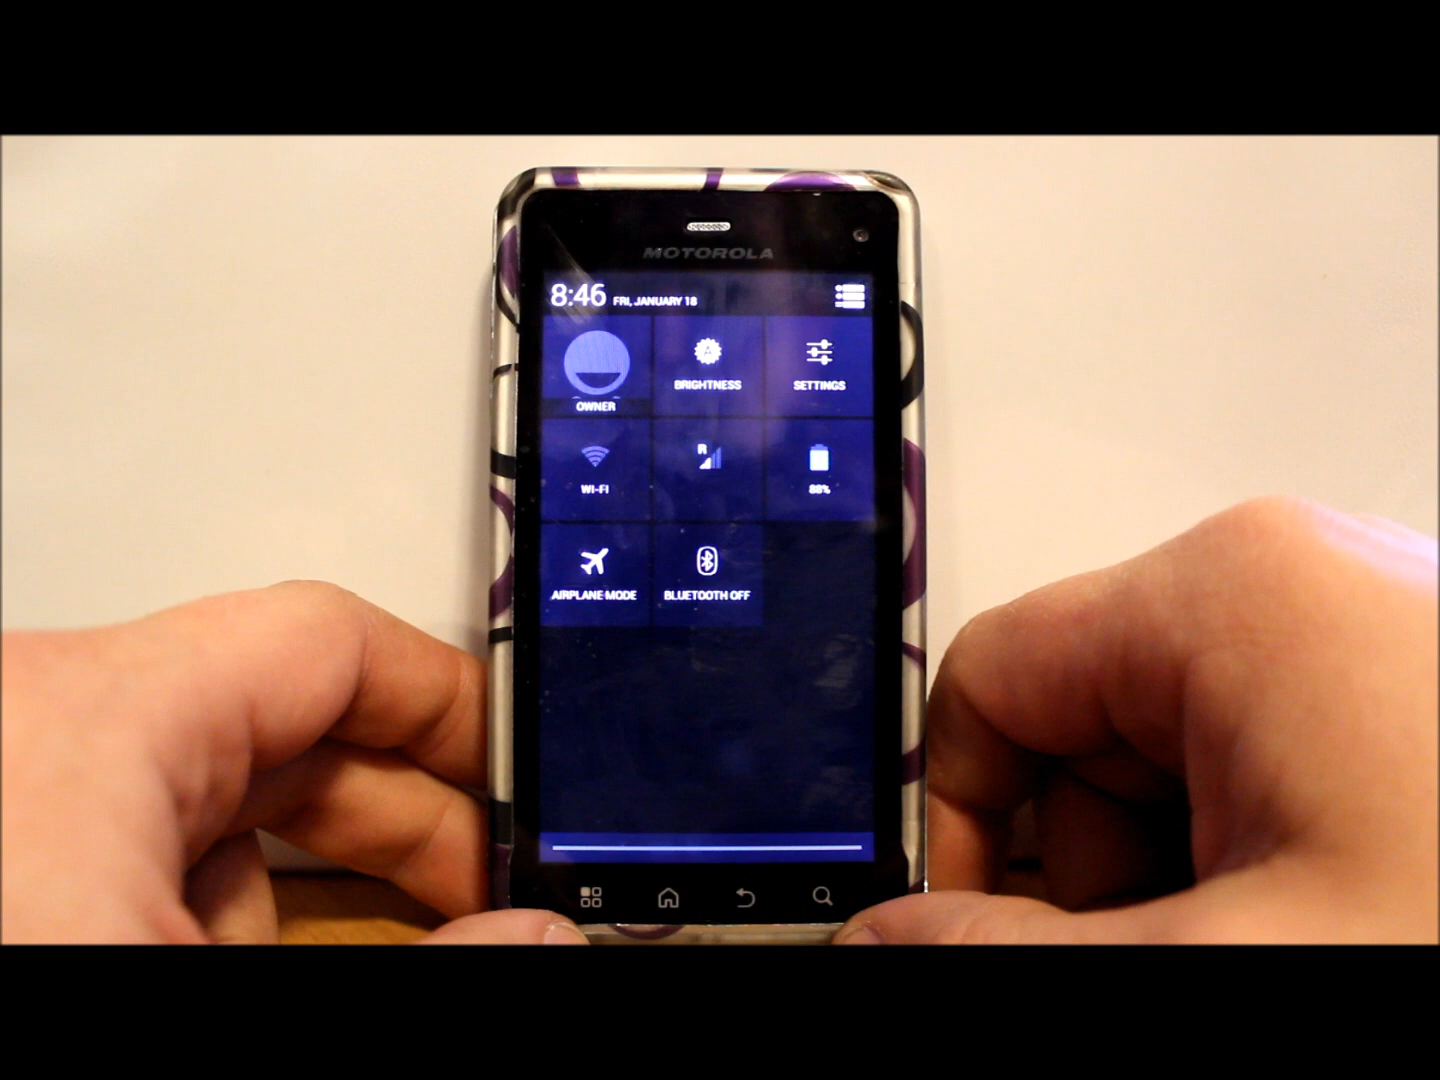 MOTOROLA
8:46 FRI, JANUARY 18
OWNER
BRIGHTNESS
SETTINGS
WI-FI
R
88%
AIRPLANE MODE
BLUETOOTH OFF